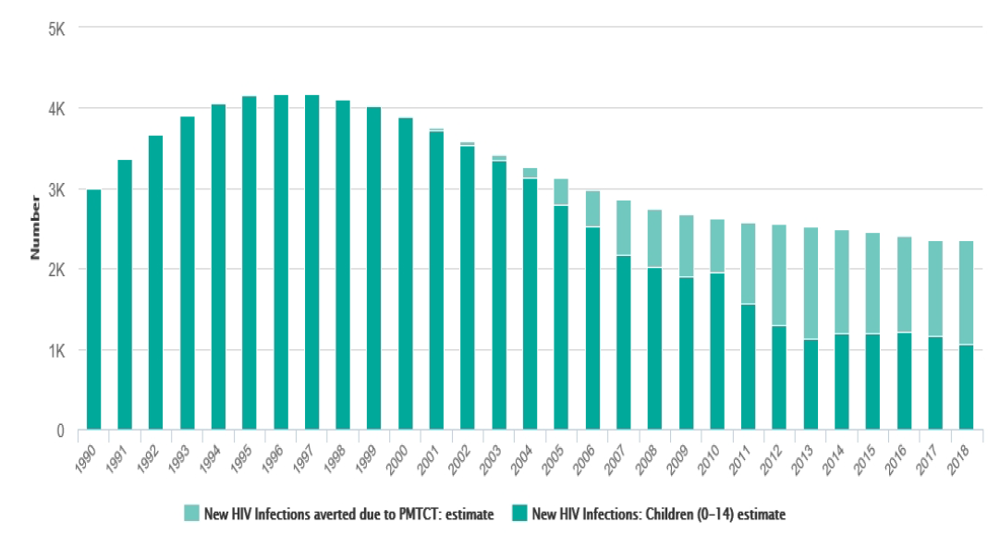 5K
4K
3K
2K
1K
0
Number
1990 1991 1992 1993 1994 1995 1996 1997 1998 1999 2000 2001 2002 2003 2004 2005 2006 2007 2008 2009 2010 2011 2012 2013 2014 2015 2016 2017 2018
New HIV Infections averted due to PMTCT: estimate New HIV Infections: Children (0-14) estimate